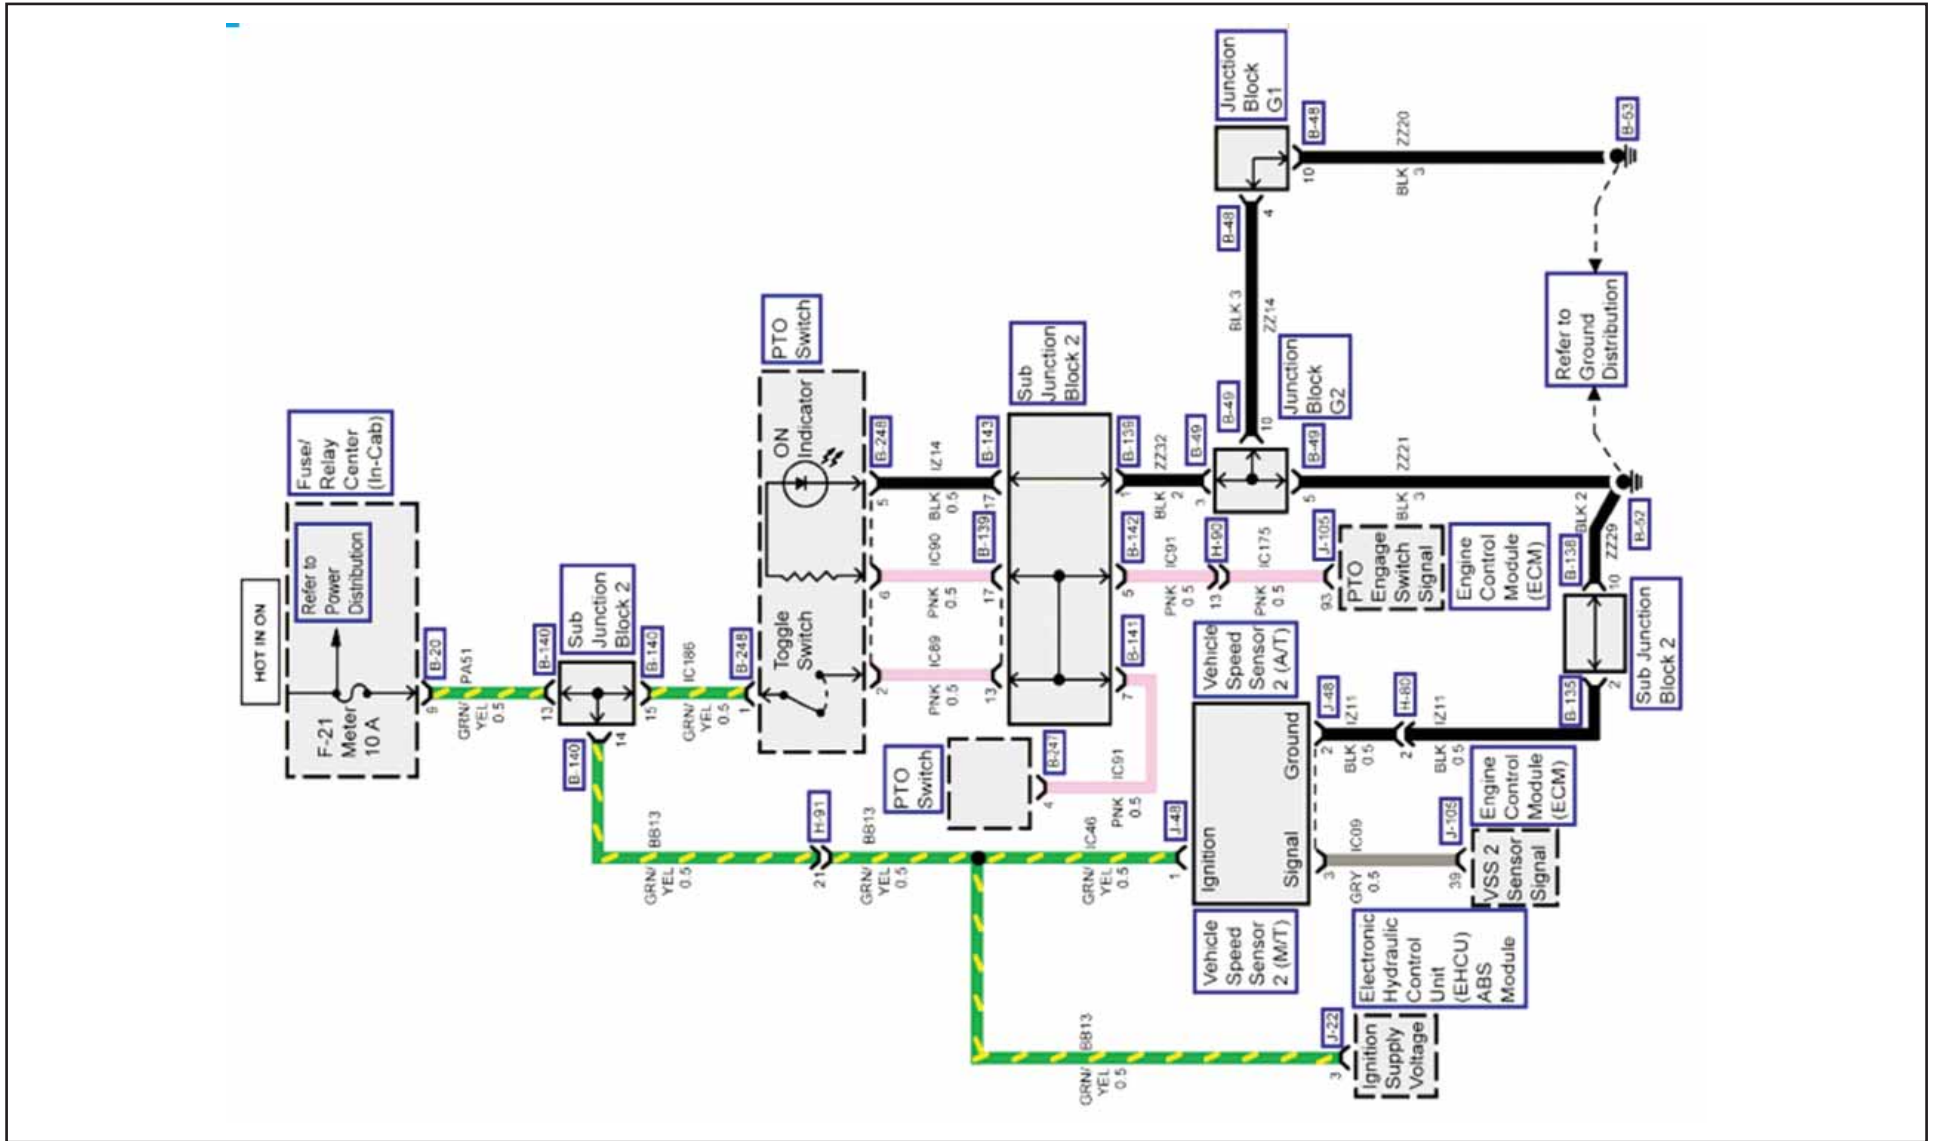 HOT IN ON
Refer to
Power
Distribution
Fuse/
Relay
Center
(In-Cab)
F-21
Meter
10 A
9
B-20
GRN/
YEL
0.5
PA51
13
B-140
Sub
Junction
Block 2
B-140
14
15
B-140
GRN/
YEL
0.5
IC186
1
B-248
PTO
Switch
Toggle
Switch
ON
Indicator
2
6
5
B-248
PNK
0.5
IC89
PNK
0.5
IC90
BLK
0.5
IZ14
13
17
B-139
17
B-143
Sub
Junction
Block 2
7
B-141
5
B-142
1
B-139
PTO
Switch
4
B-247
PNK
0.5
IC91
PNK
0.5
IC91
13
H-90
PNK
0.5
IC175
93
J-105
PTO
Engage
Switch
Signal
Engine
Control
Module
(ECM)
BLK
2
ZZ32
3
B-49
B-49
10
Junction
Block
G2
5
B-49
BLK 3
ZZ14
B-48
4
Junction
Block
G1
10
B-48
BLK
3
ZZ20
B-53
BLK
3
ZZ21
Refer to
Ground
Distribution
B-52
BLK 2
ZZ29
B-138
10
Sub Junction
Block 2
B-135
2
GRN/
YEL
0.5
BB13
21
H-91
GRN/
YEL
0.5
BB13
GRN/
YEL
0.5
IC46
1
J-48
Vehicle
Speed
Sensor
2 (A/T)
Ignition
Signal
Ground
Vehicle
Speed
Sensor
2 (M/T)
2
J-48
BLK
0.5
IZ11
2
H-80
BLK
0.5
IZ11
3
GRY
0.5
IC09
39
J-105
VSS 2
Sensor
Signal
Engine
Control
Module
(ECM)
GRN/
YEL
0.5
BB13
3
J-22
Ignition
Supply
Voltage
Electronic
Hydraulic
Control
Unit
(EHCU)
ABS
Module